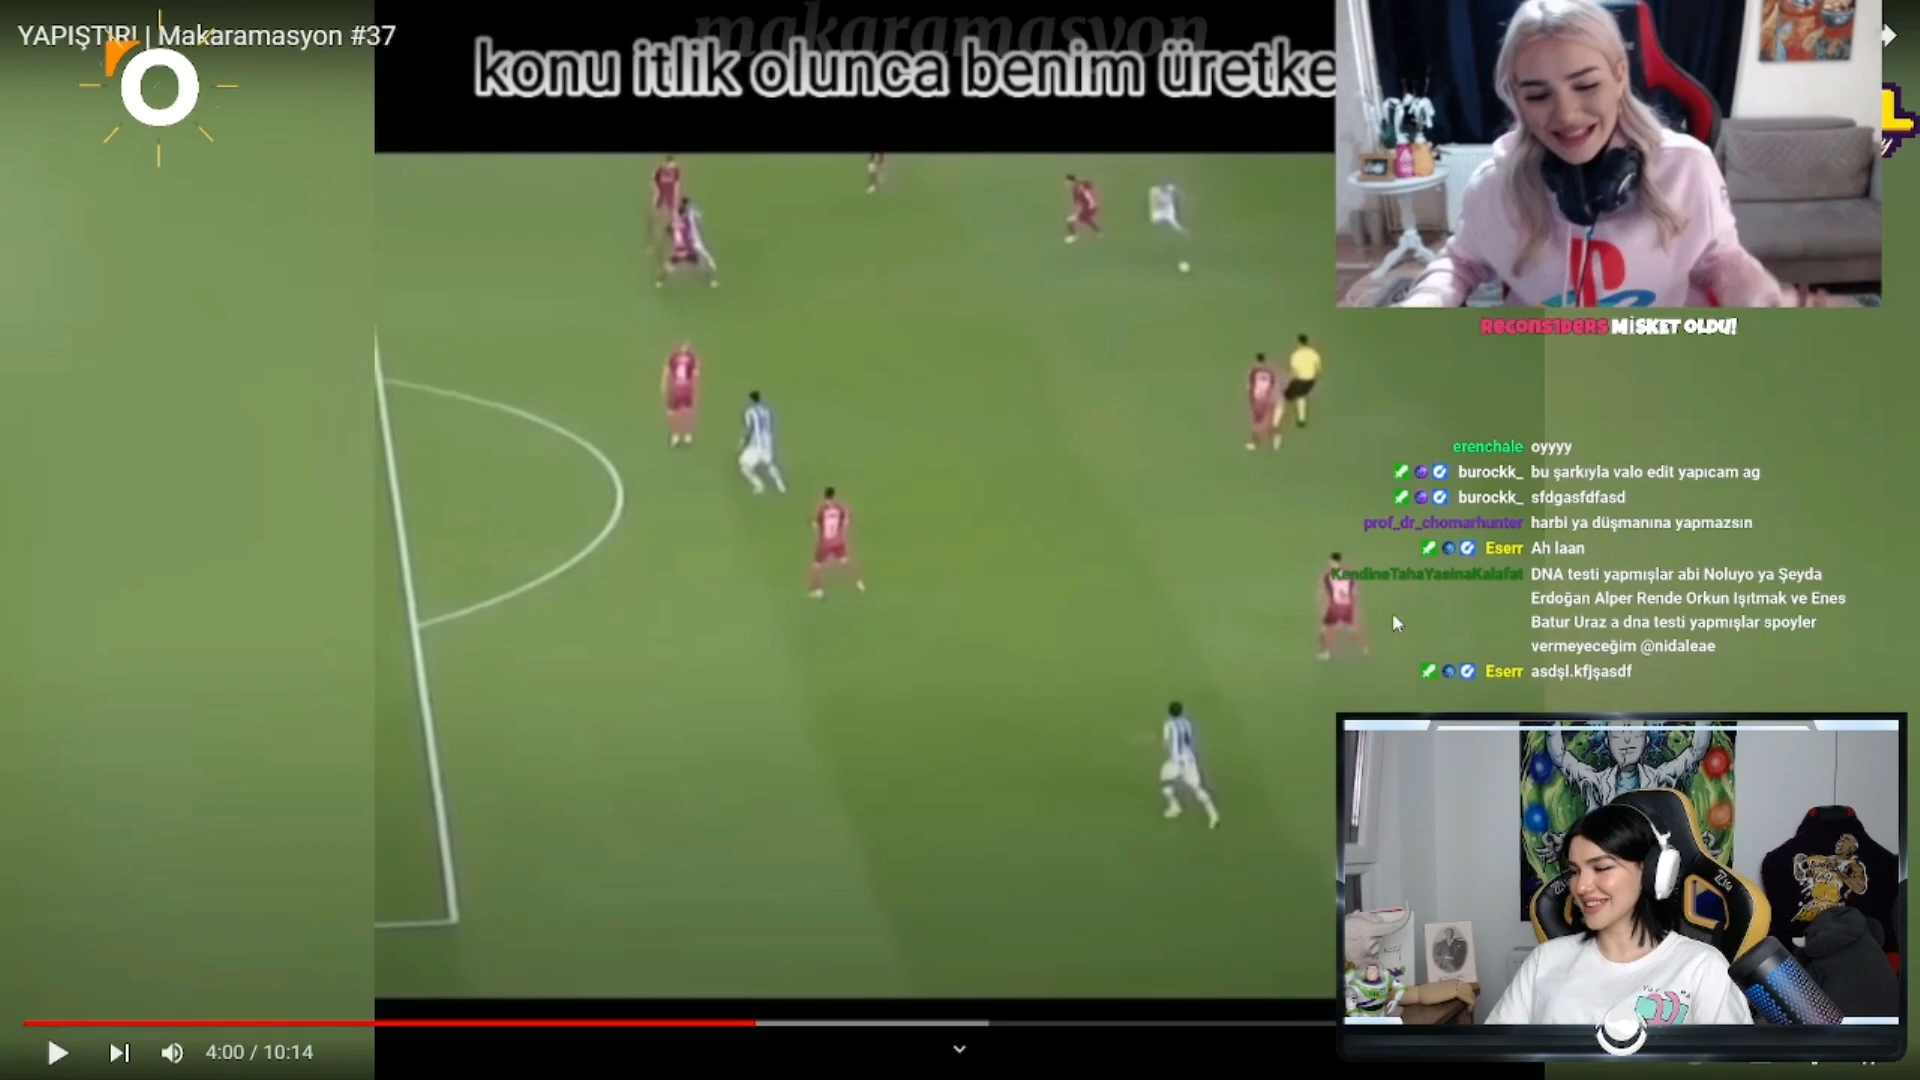 YAPIŞTIR! | Makaramasyon #37
makaramasyon
konu itlik olunca benim üretke
RECONS1DERS MİSKET OLDU!
erenchale oyyyy
burockk_ bu şarkıyla valo edit yapıcam ag
burockk_ sfdgasfdfasd
prof_dr_chomarhunter harbi ya düşmanına yapmazsın
Eserr Ah laan
KendineTahaYasinaKalafat DNA testi yapmışlar abi Noluyo ya Şeyda
Erdoğan Alper Rende Orkun Işıtmak ve Enes
Batur Uraz a dna testi yapmışlar spoyler
vermeyeceğim @nidaleae
Eserr asdşl.kfjşasdf
4:00 / 10:14